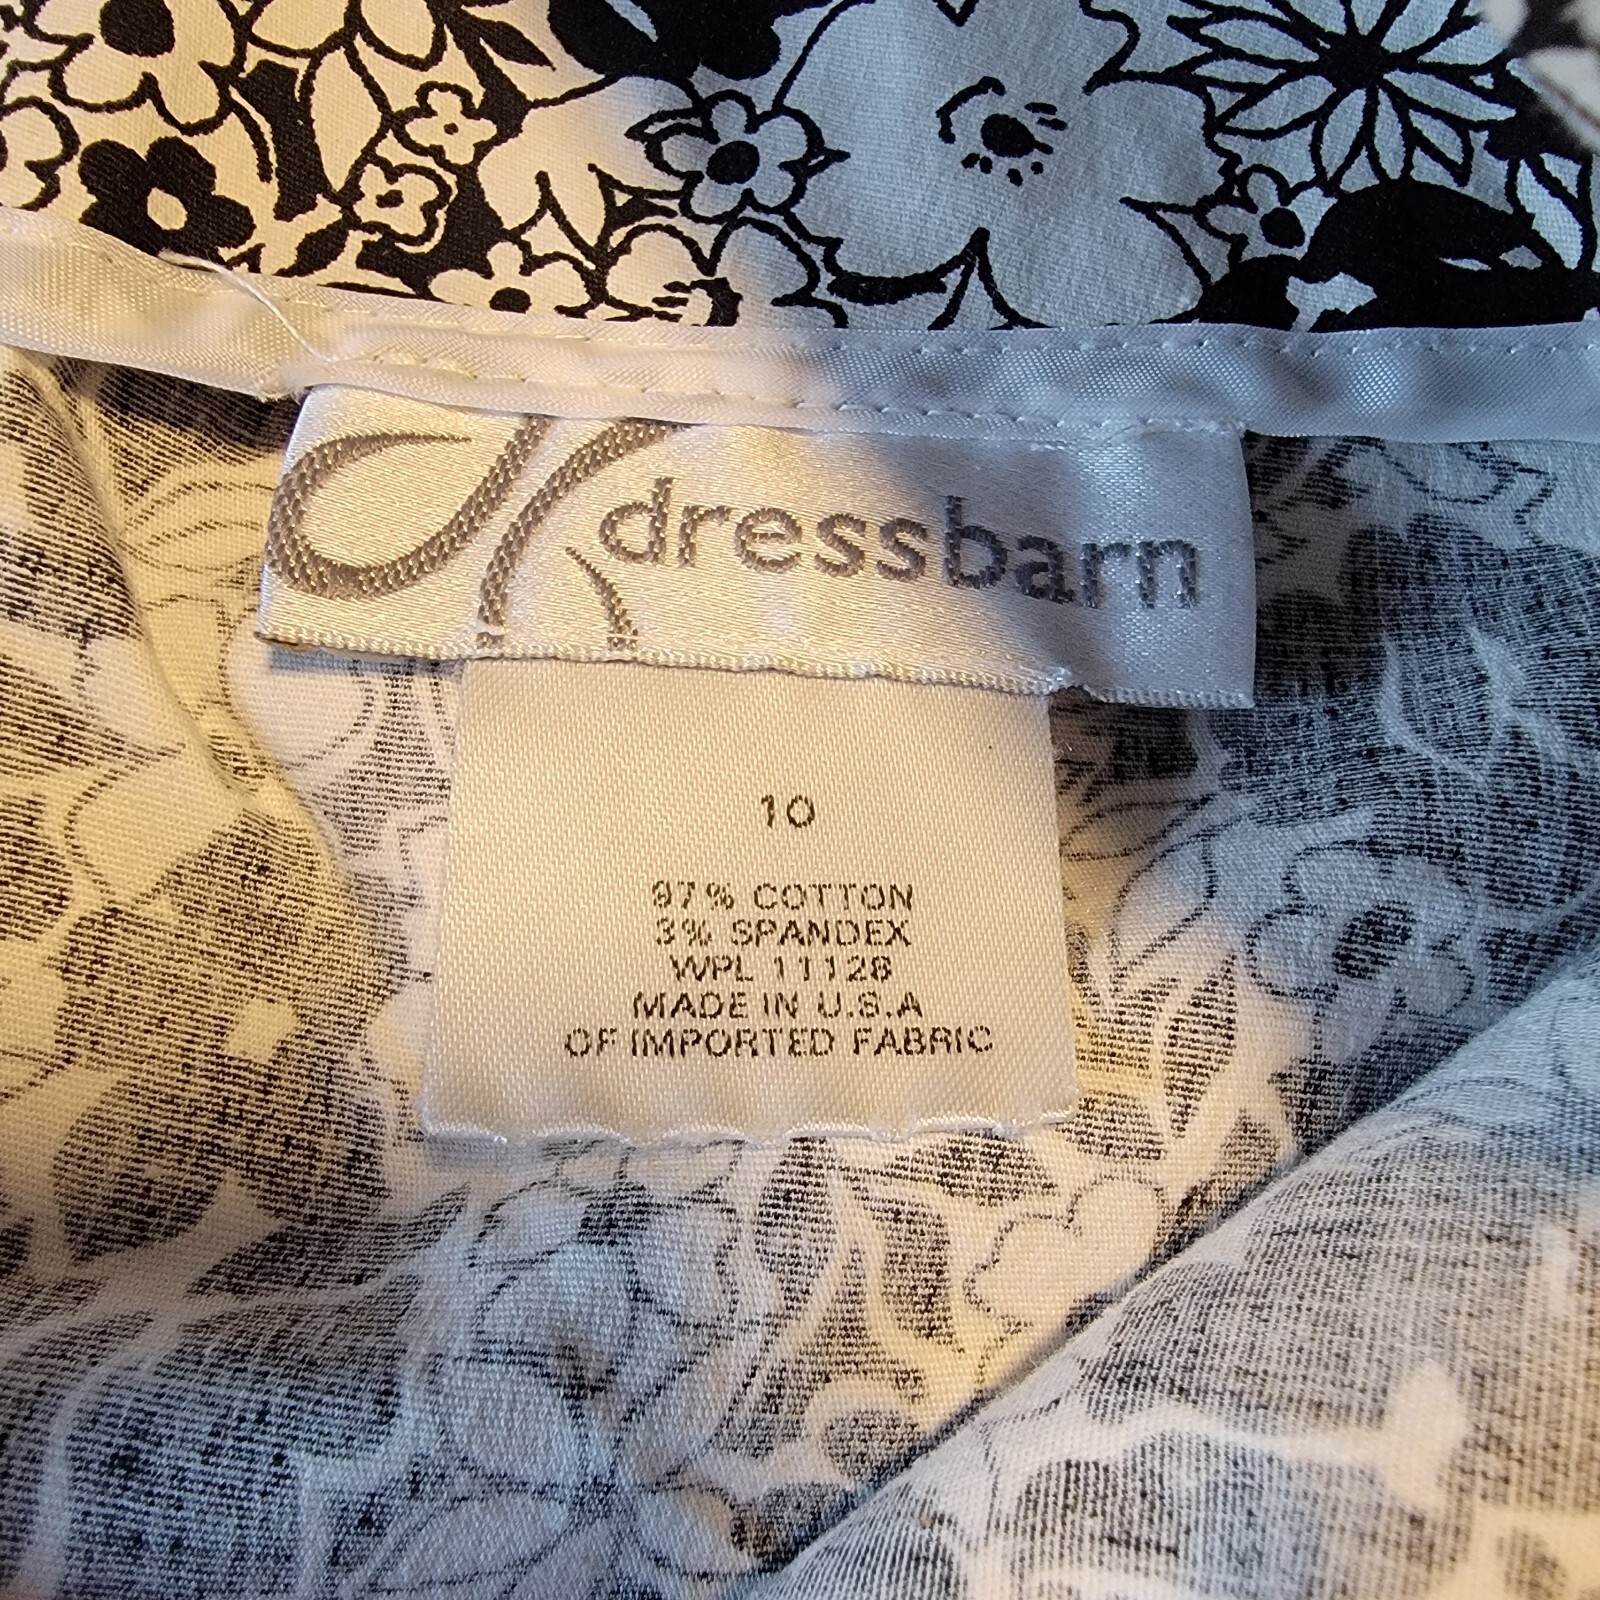 dressbarn
10
97% COTTON
3% SPANDEX
WPL 11128
MADE IN U.S.A
OF IMPORTED FABRIC